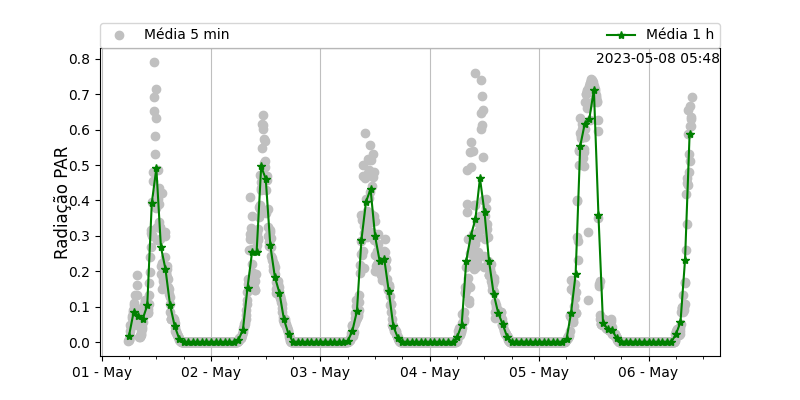 Média 5 min
Média 1 h
2023-05-08 05:48
Radiação PAR
0.8
0.7
0.6
0.5
0.4
0.3
0.2
0.1
0.0
01 - May
02 - May
03 - May
04 - May
05 - May
06 - May